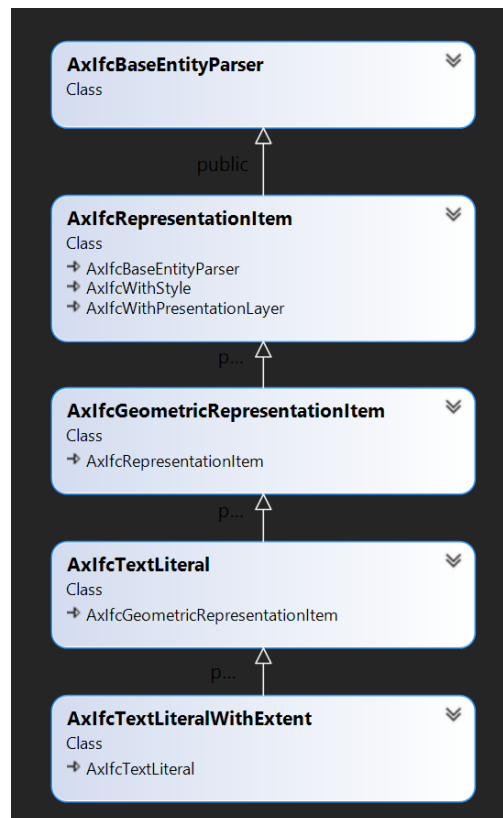 AxIfcBaseEntityParser
Class
public
AxIfcRepresentationItem
Class
AxIfcBaseEntityParser
AxIfcWithStyle
AxIfcWithPresentationLayer
p...
AxIfcGeometricRepresentationItem
Class
AxIfcRepresentationItem
p...
AxIfcTextLiteral
Class
AxIfcGeometricRepresentationItem
p...
AxIfcTextLiteralWithExtent
Class
AxIfcTextLiteral